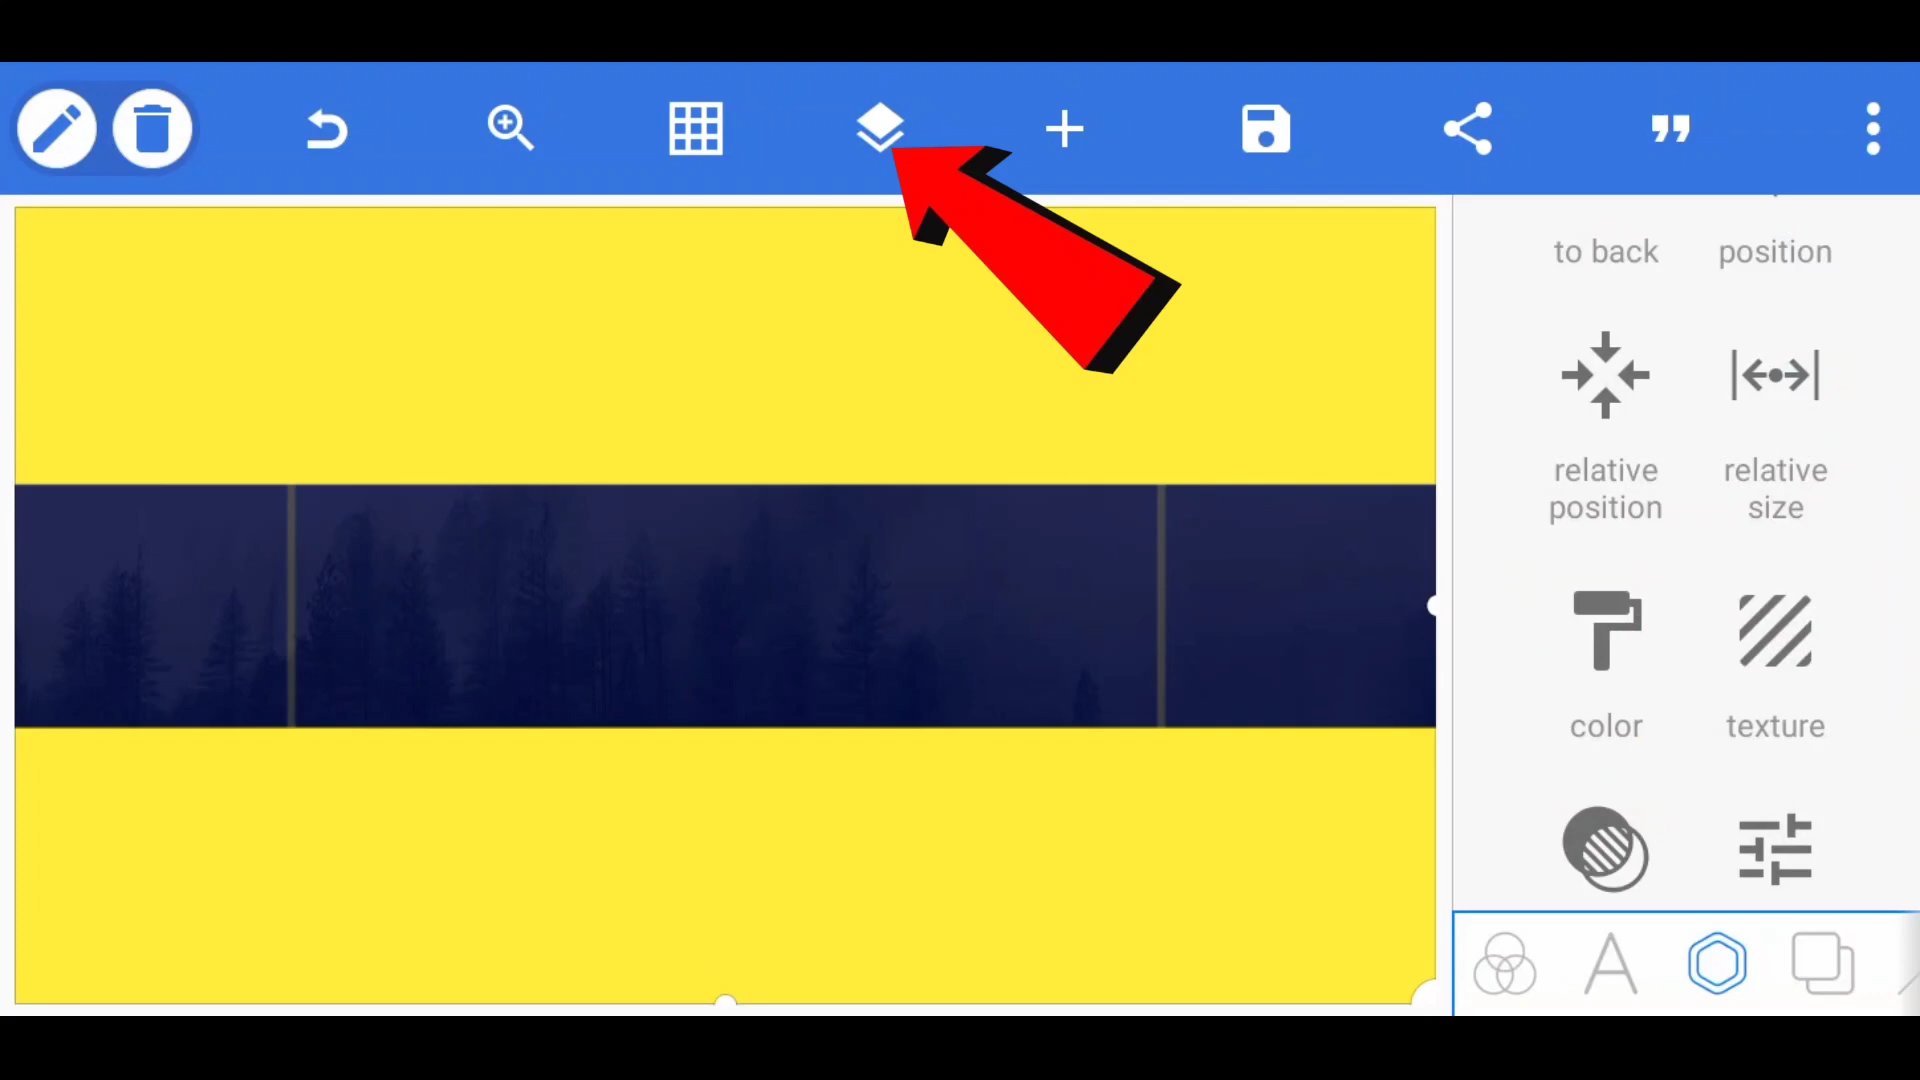 to back
position
relative
position
relative
size
color
texture